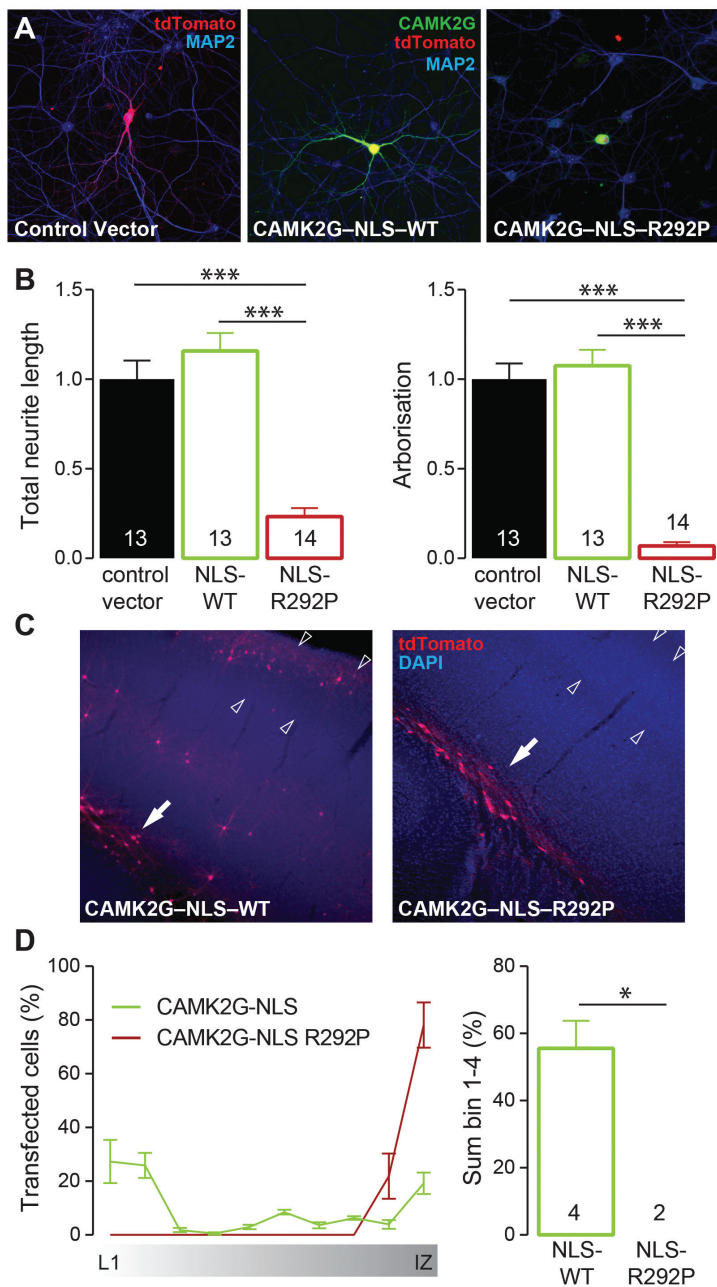 A
tdTomato
MAP2
Control Vector
CAMK2G
tdTomato
MAP2
CAMK2G–NLS–WT
CAMK2G–NLS–R292P
B
Total neurite length
1.5
1.0
0.5
0.0
***
***
13
13
14
control
vector
NLS-
WT
NLS-
R292P
Arborisation
1.5
1.0
0.5
0.0
***
***
13
13
14
control
vector
NLS-
WT
NLS-
R292P
C
CAMK2G–NLS–WT
tdTomato
DAPI
CAMK2G–NLS–R292P
D
Transfected cells (%)
100
80
60
40
20
0
CAMK2G-NLS
CAMK2G-NLS R292P
L1
IZ
Sum bin 1-4 (%)
80
60
40
20
0
*
4
2
NLS-
WT
NLS-
R292P